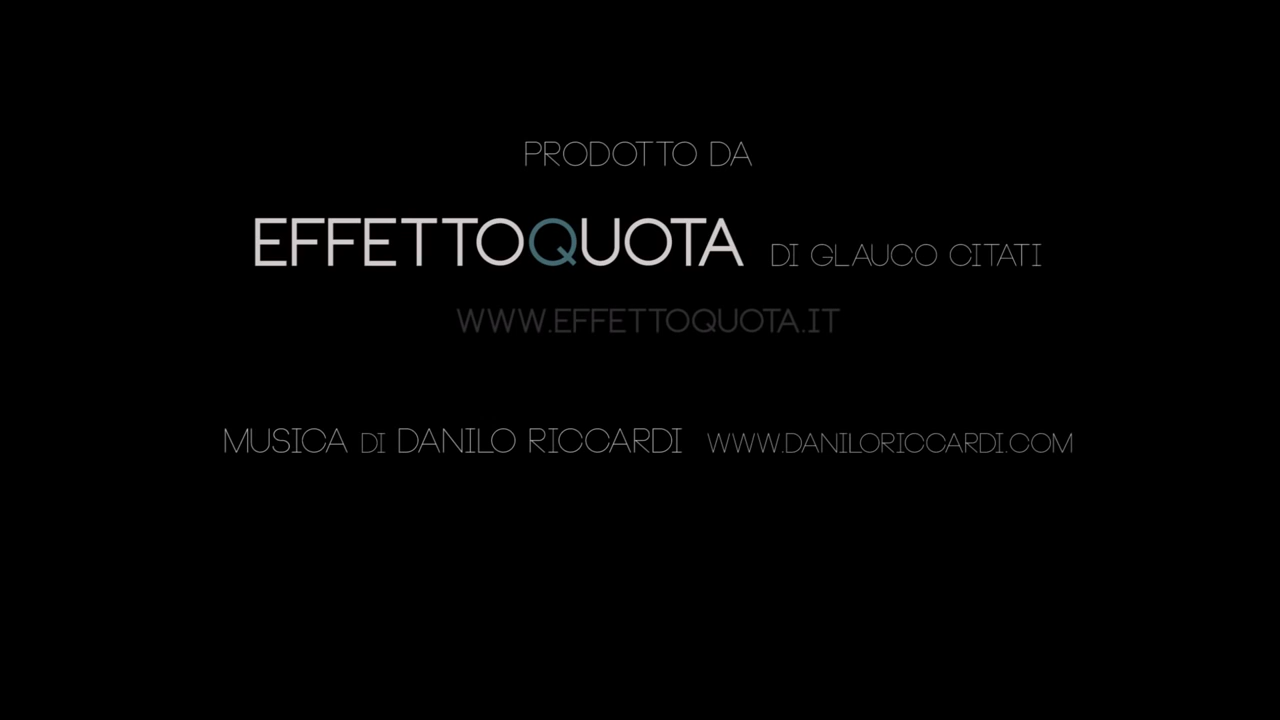 PRODOTTO DA
EFFETTOQUOTA DI GLAUCO CITATI
WWW.EFFETTOQUOTA.IT
MUSICA DI DANILO RICCARDI WWW.DANILORICCARDI.COM